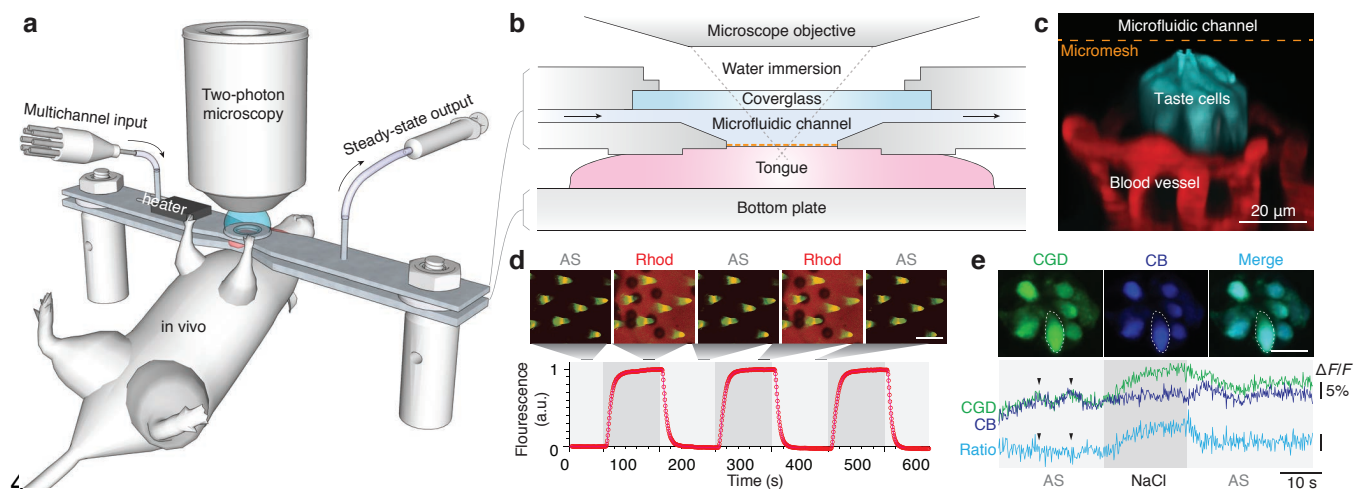 a
Multichannel input
Two-photon
microscopy
Steady-state output
heater
in vivo
b
Microscope objective
Water immersion
Coverglass
Microfluidic channel
Tongue
Bottom plate
c
Microfluidic channel
Micromesh
Taste cells
Blood vessel
20 µm
d
AS
Rhod
AS
Rhod
AS
Flourescence
(a.u.)
1
0
0
100
200
300
400
500
600
Time (s)
e
CGD
CB
Merge
ΔF/F
5%
CGD
CB
Ratio
AS
NaCl
AS
10 s